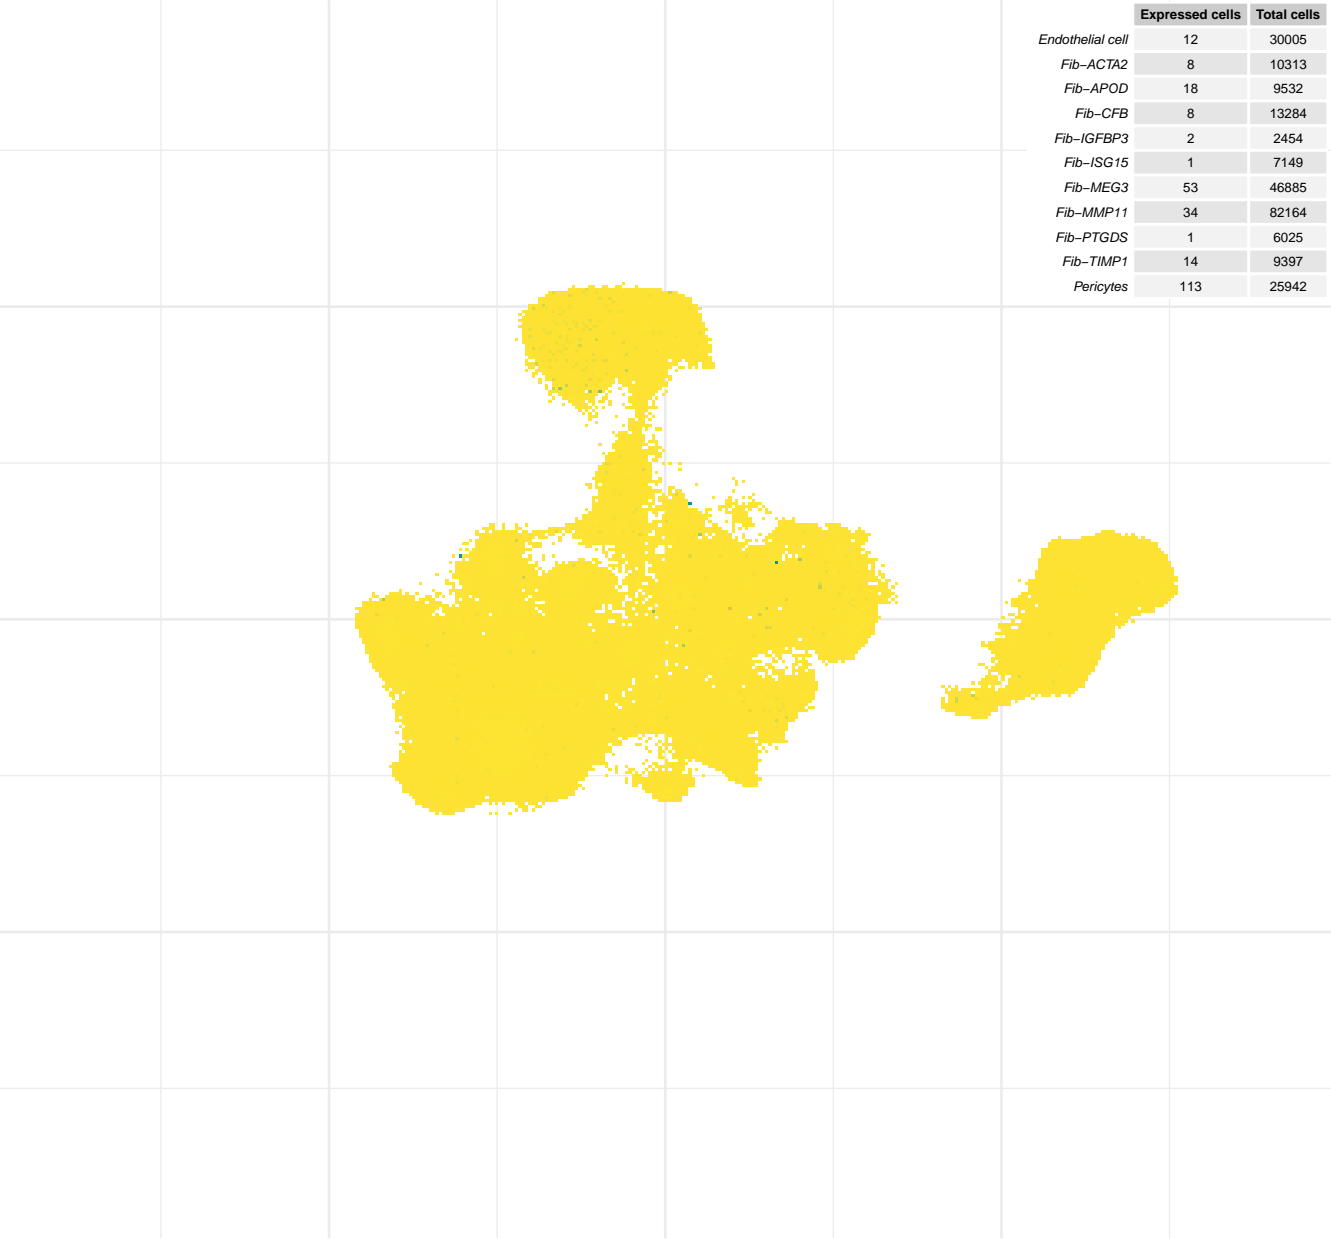 Expressed cells Total cells
Endothelial cell 12 30005
Fib−ACTA2 8 10313
Fib−APOD 18 9532
Fib−CFB 8 13284
Fib−IGFBP3 2 2454
Fib−ISG15 1 7149
Fib−MEG3 53 46885
Fib−MMP11 34 82164
Fib−PTGDS 1 6025
Fib−TIMP1 14 9397
Pericytes 113 25942